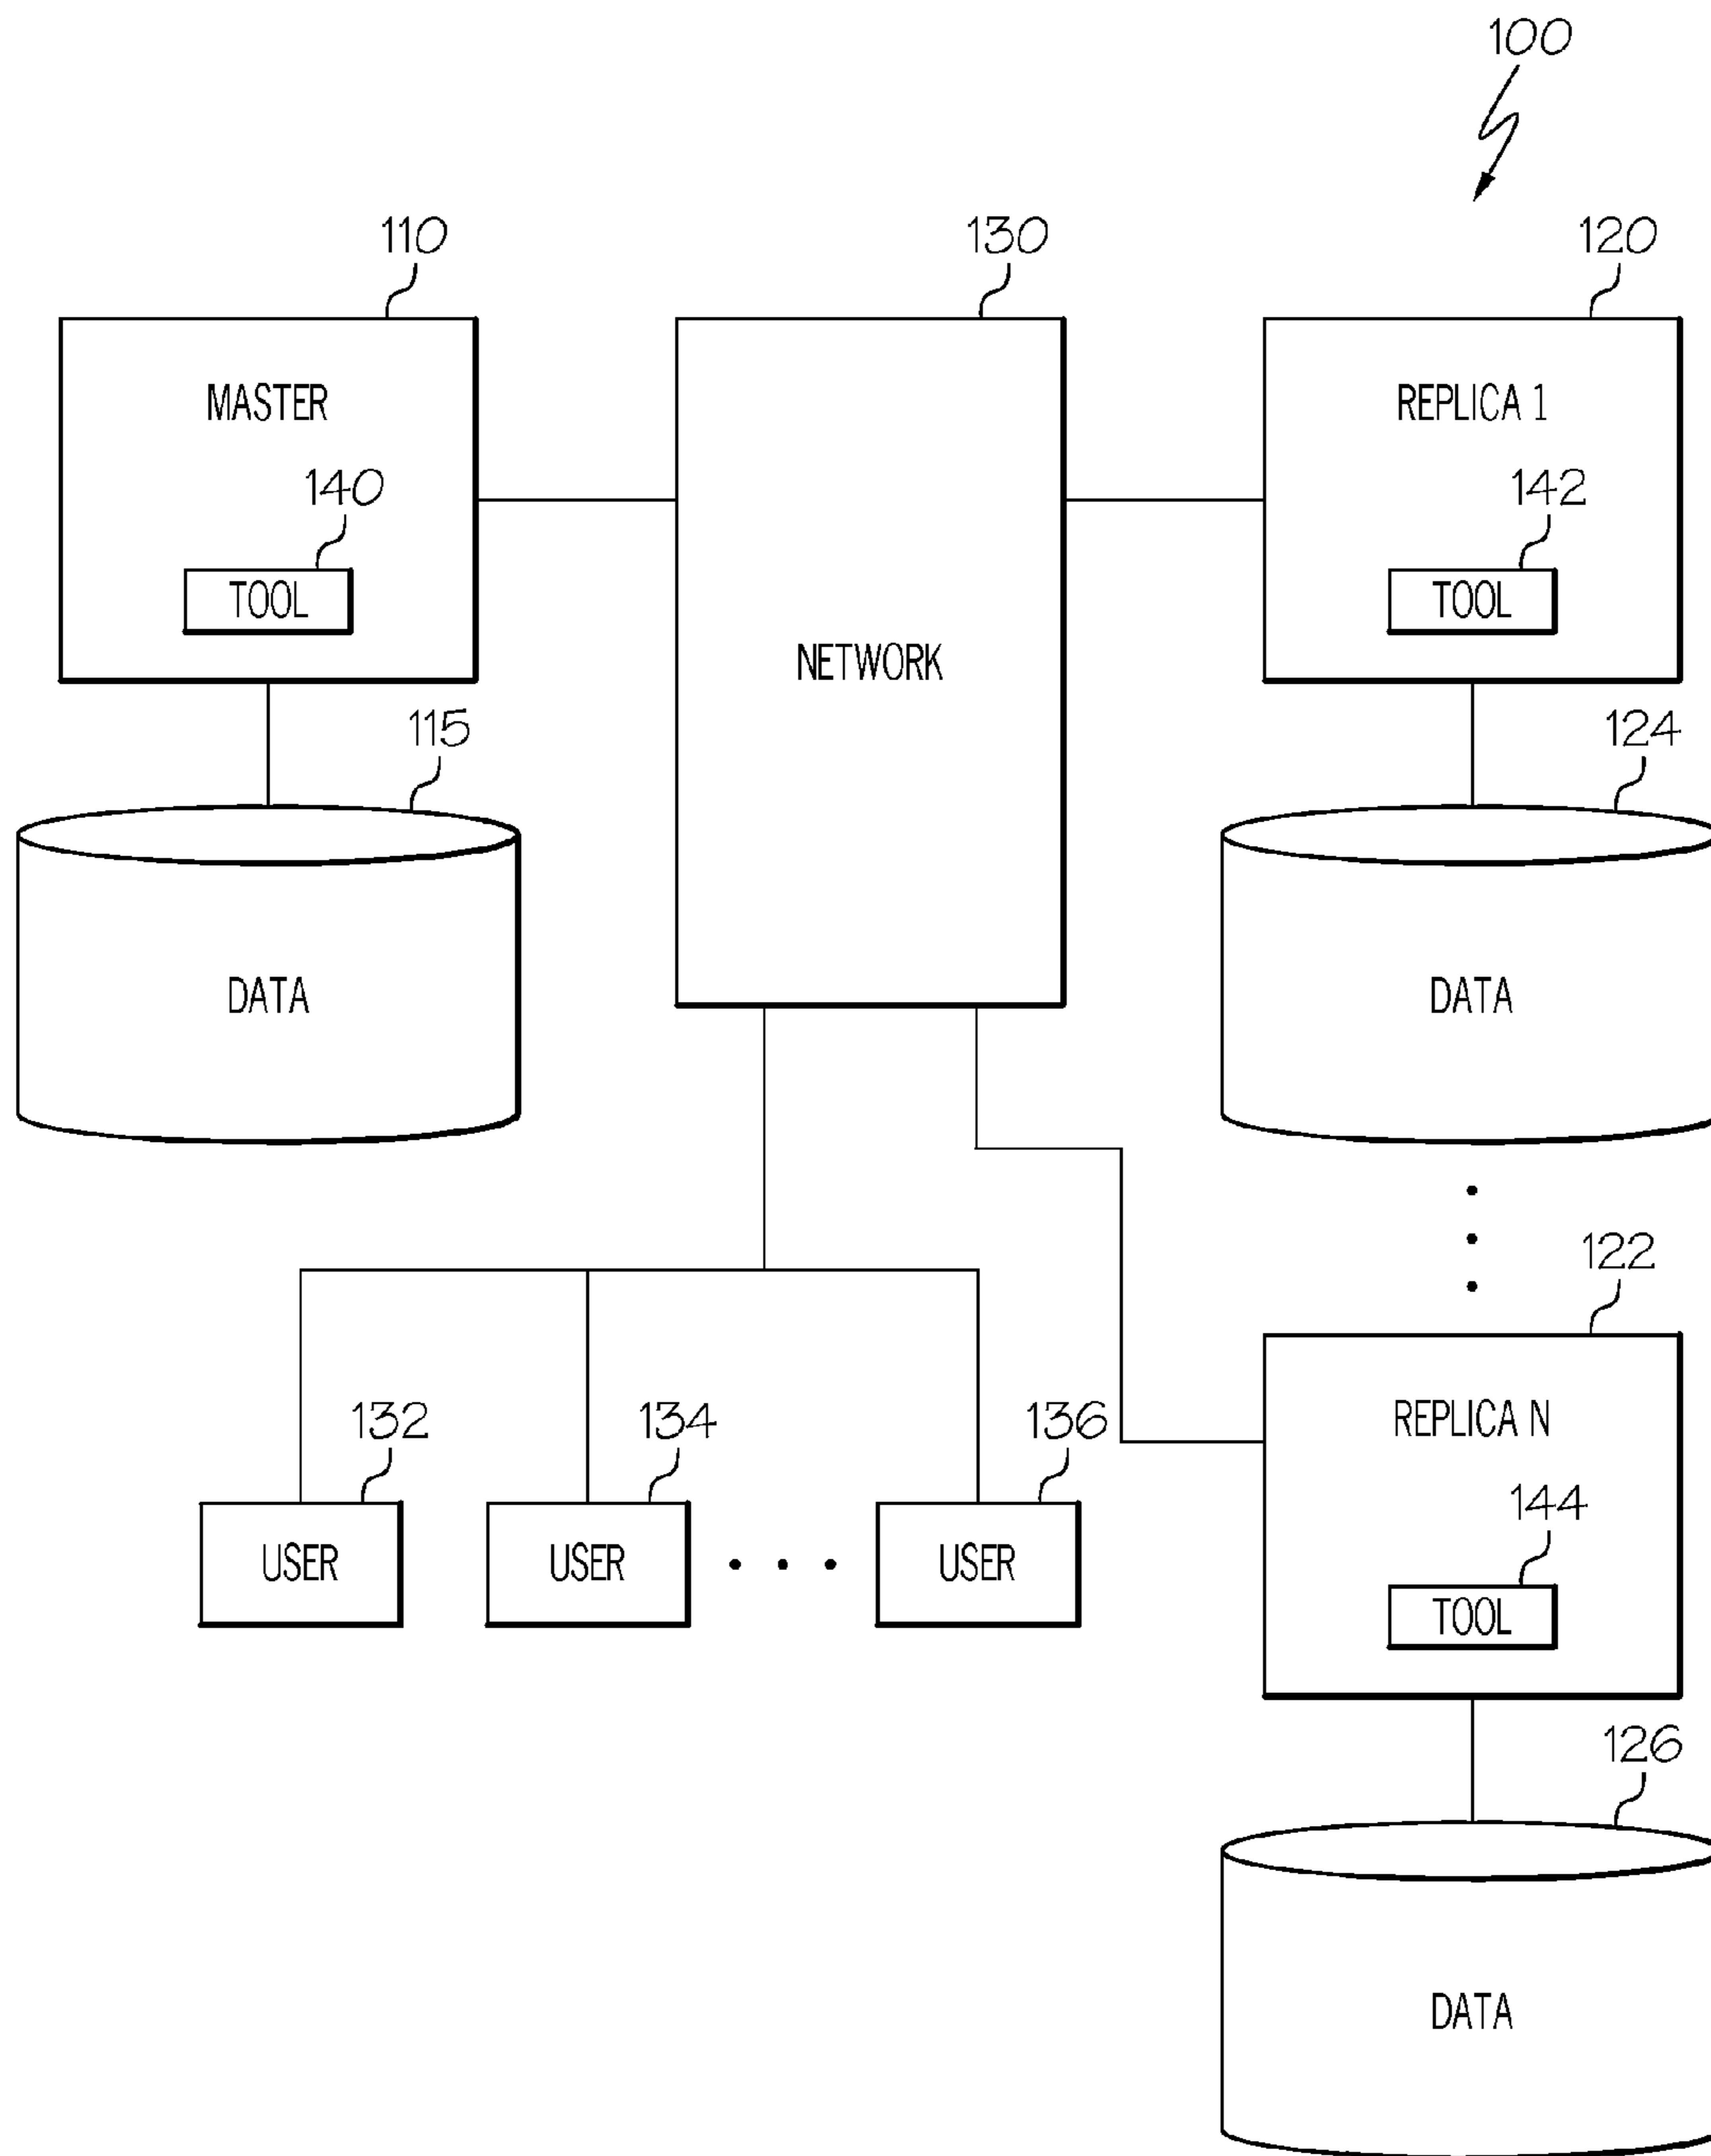 100
110
130
120
MASTER
REPLICA 1
140
142
TOOL
TOOL
NETWORK
115
124
DATA
DATA
122
132
134
136
REPLICA N
USER
USER
USER
144
TOOL
126
DATA